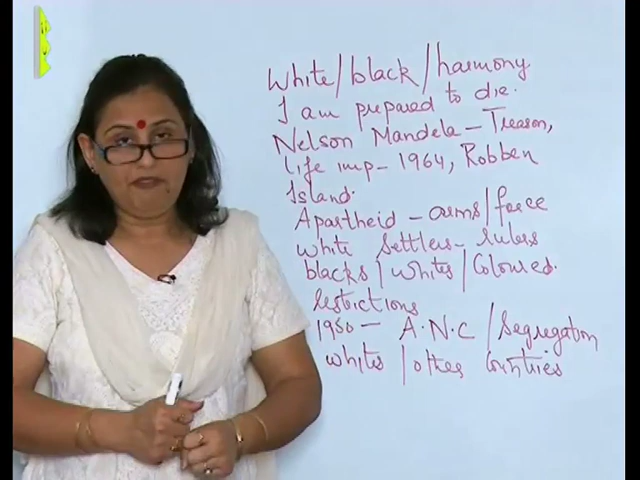 White/black/harmony
I am prepared to die.
Nelson Mandela – Treason,
life imp – 1964, Robben
Island.
Apartheid – arms/force
white settlers – rulers
blacks/whites/Coloured.
restrictions
1950 – A.N.C /Segregation
whites /other Countries